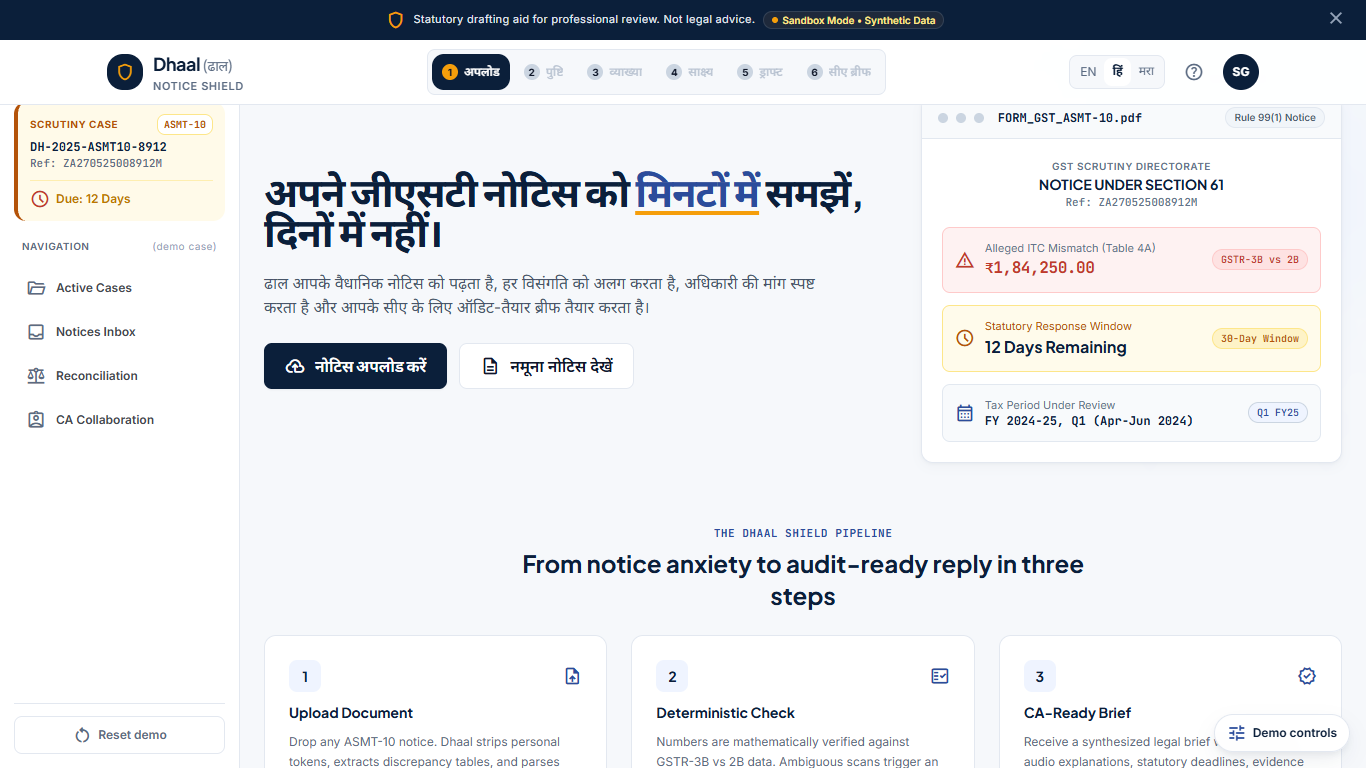 Statutory drafting aid for professional review. Not legal advice. Sandbox Mode • Synthetic Data
Dhaal (ढाल)
NOTICE SHIELD
1 अपलोड 2 पुष्टि 3 व्याख्या 4 साक्ष्य 5 ड्राफ्ट 6 सीए ब्रीफ
EN हिं मरा
SG
SCRUTINY CASE ASMT-10
DH-2025-ASMT10-8912
Ref: ZA270525008912M
Due: 12 Days
NAVIGATION (demo case)
Active Cases
Notices Inbox
Reconciliation
CA Collaboration
Reset demo
अपने जीएसटी नोटिस को मिनटों में समझें,
दिनों में नहीं।
ढाल आपके वैधानिक नोटिस को पढ़ता है, हर विसंगति को अलग करता है, अधिकारी की मांग स्पष्ट
करता है और आपके सीए के लिए ऑडिट-तैयार ब्रीफ तैयार करता है।
नोटिस अपलोड करें
नमूना नोटिस देखें
FORM_GST_ASMT-10.pdf
Rule 99(1) Notice
GST SCRUTINY DIRECTORATE
NOTICE UNDER SECTION 61
Ref: ZA270525008912M
Alleged ITC Mismatch (Table 4A)
₹1,84,250.00
GSTR-3B vs 2B
Statutory Response Window
12 Days Remaining
30-Day Window
Tax Period Under Review
FY 2024-25, Q1 (Apr-Jun 2024)
Q1 FY25
THE DHAAL SHIELD PIPELINE
From notice anxiety to audit-ready reply in three
steps
1
Upload Document
Drop any ASMT-10 notice. Dhaal strips personal
tokens, extracts discrepancy tables, and parses
2
Deterministic Check
Numbers are mathematically verified against
GSTR-3B vs 2B data. Ambiguous scans trigger an
3
CA-Ready Brief
Receive a synthesized legal brief
audio explanations, statutory deadlines, evidence
Demo controls